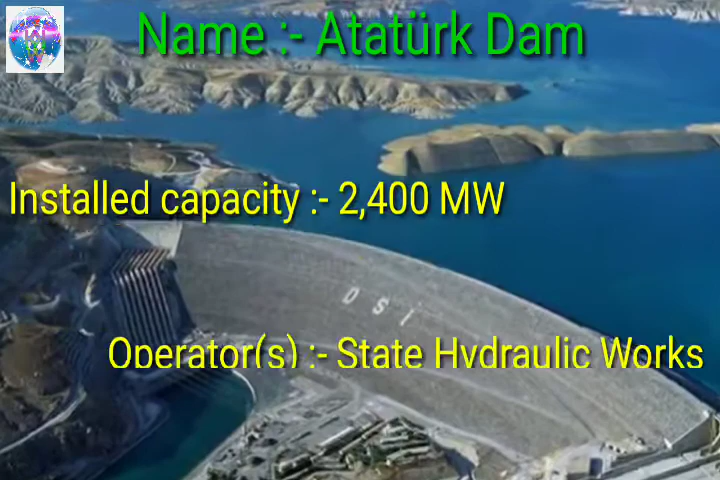 Name :- Atatürk Dam
Installed capacity :- 2,400 MW
DSİ
Operator(s) :- State Hydraulic Works